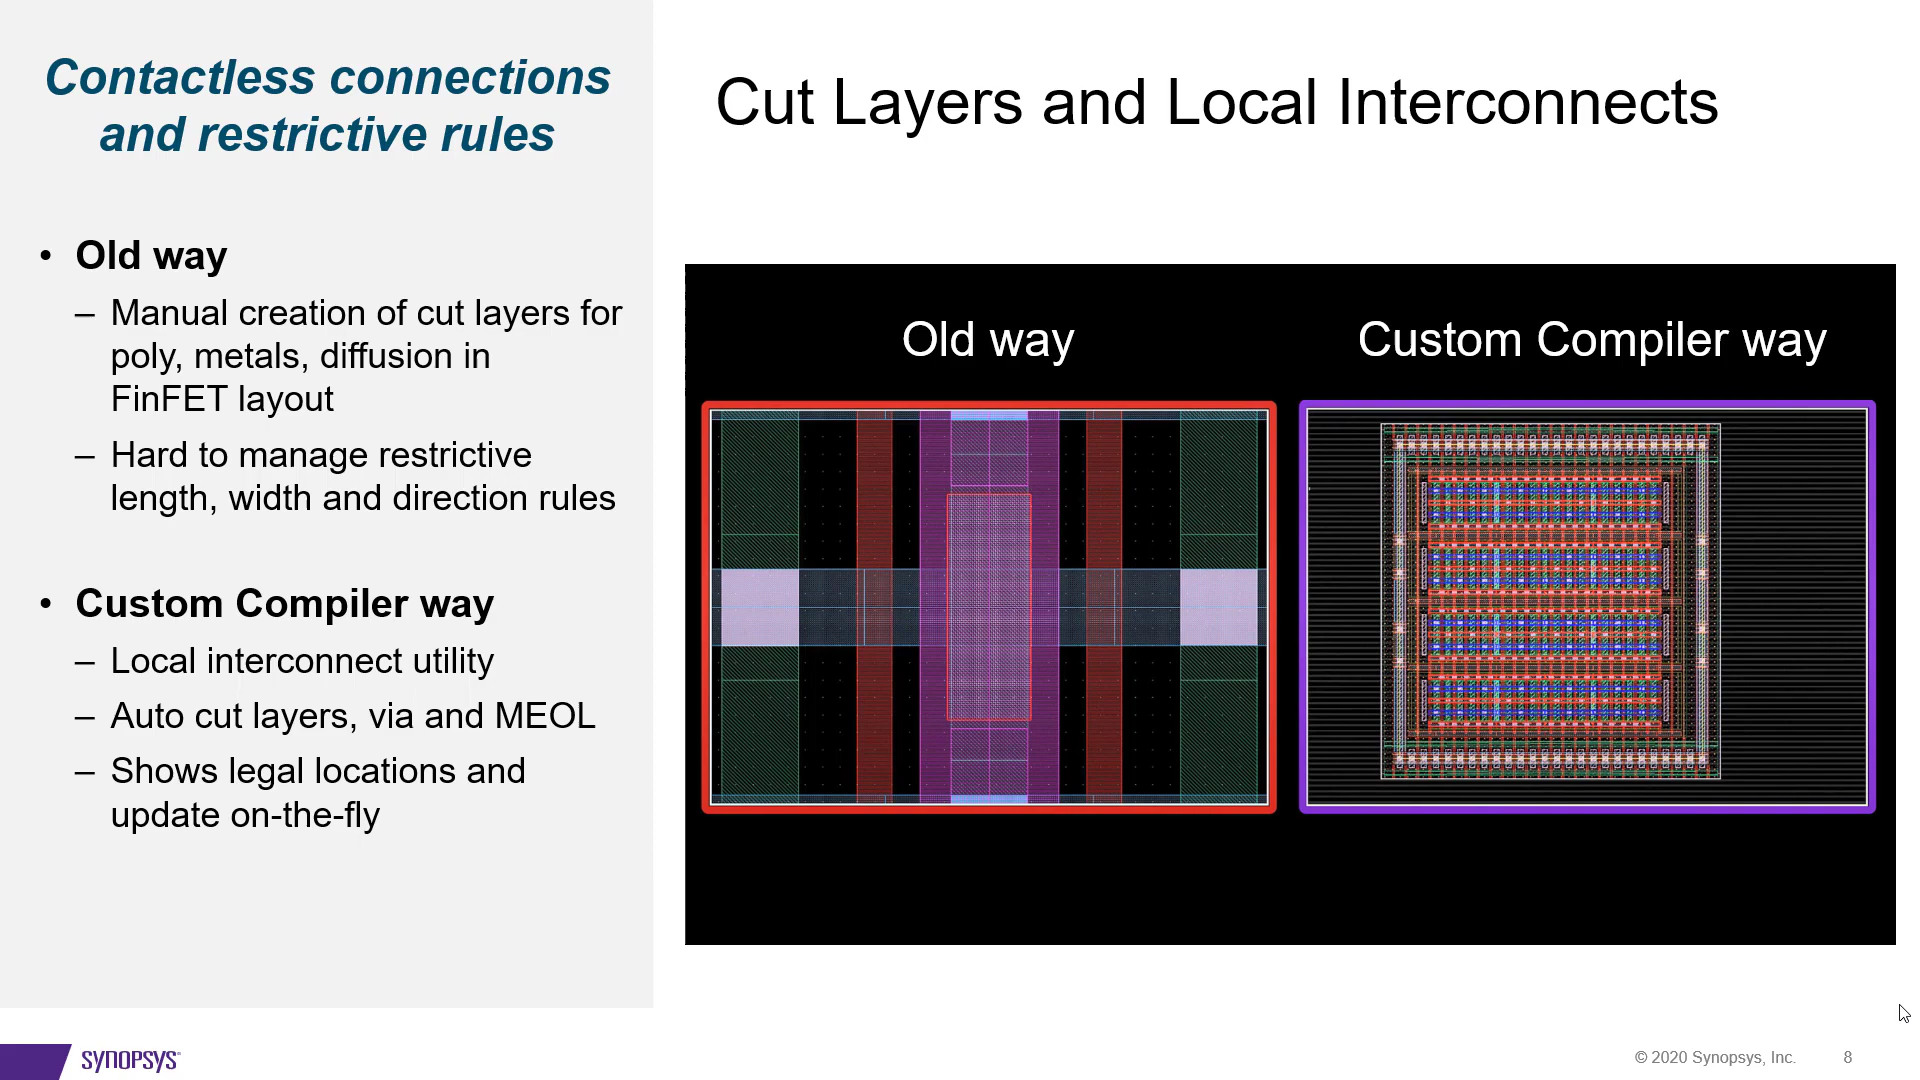 Contactless connections
and restrictive rules
• Old way
– Manual creation of cut layers for
poly, metals, diffusion in
FinFET layout
– Hard to manage restrictive
length, width and direction rules
• Custom Compiler way
– Local interconnect utility
– Auto cut layers, via and MEOL
– Shows legal locations and
update on-the-fly
Cut Layers and Local Interconnects
Old way
Custom Compiler way
SYNOPSYS®
© 2020 Synopsys, Inc.
8